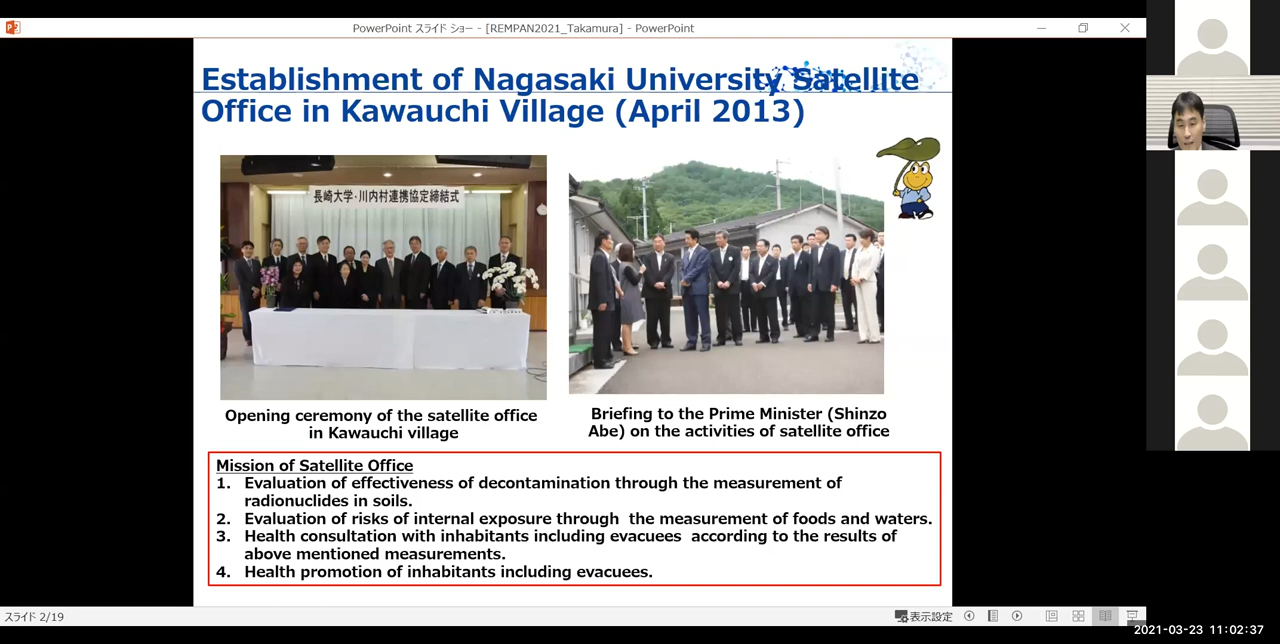 PowerPoint スライド ショー - [REMPAN2021_Takamura] - PowerPoint
Establishment of Nagasaki University Satellite
Office in Kawauchi Village (April 2013)
長崎大学・川内村連携協定締結式
Opening ceremony of the satellite office
in Kawauchi village
Briefing to the Prime Minister (Shinzo
Abe) on the activities of satellite office
Mission of Satellite Office
1. Evaluation of effectiveness of decontamination through the measurement of
radionuclides in soils.
2. Evaluation of risks of internal exposure through the measurement of foods and waters.
3. Health consultation with inhabitants including evacuees according to the results of
above mentioned measurements.
4. Health promotion of inhabitants including evacuees.
スライド 2/19
表示設定
2021-03-23 11:02:37